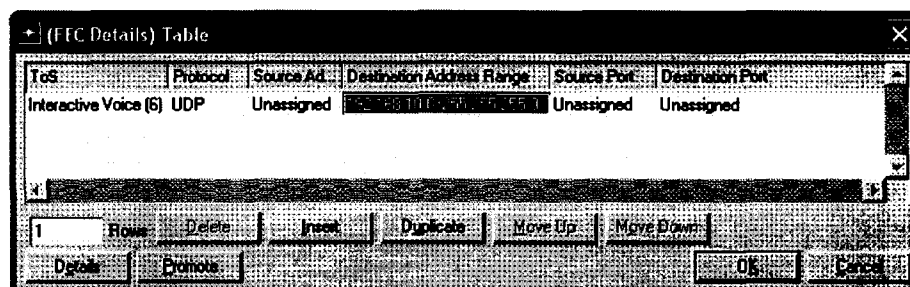 (FEC Details) Table
ToS Protocol Source Ad... Destination Address Range Source Port Destination Port
Interactive Voice (6) UDP Unassigned Unassigned Unassigned
1 Rows Delete Insert Duplicate Move Up Move Down
Details Promote OK Cancel